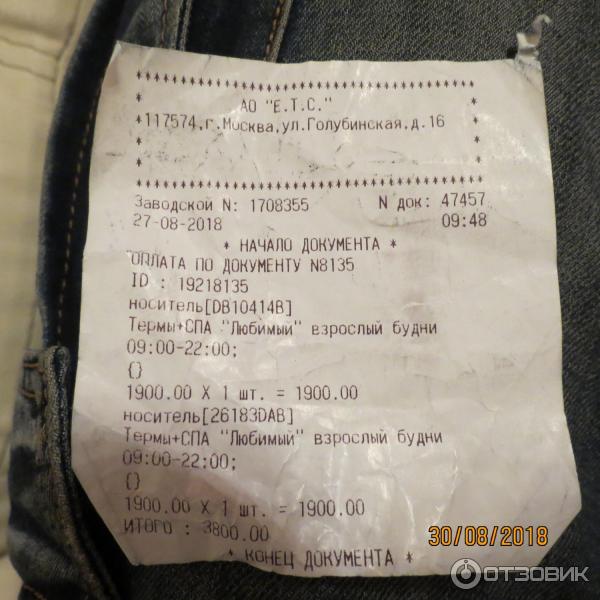 ************************************
АО "Е.Т.С."
*117574,г.Москва,ул.Голубинская,д.16
************************************
Заводской N: 1708355 N док: 47457
27-08-2018 09:48
* НАЧАЛО ДОКУМЕНТА *
ОПЛАТА ПО ДОКУМЕНТУ N8135
ID : 19218135
носитель[DB10414B]
Термы+СПА "Любимый" взрослый будни
09:00-22:00;
{}
1900.00 X 1 шт. = 1900.00
носитель[26183DAB]
Термы+СПА "Любимый" взрослый будни
09:00-22:00;
{}
1900.00 X 1 шт. = 1900.00
ИТОГО : 3800.00
* КОНЕЦ ДОКУМЕНТА *
30/08/2018
ОТЗОВИК